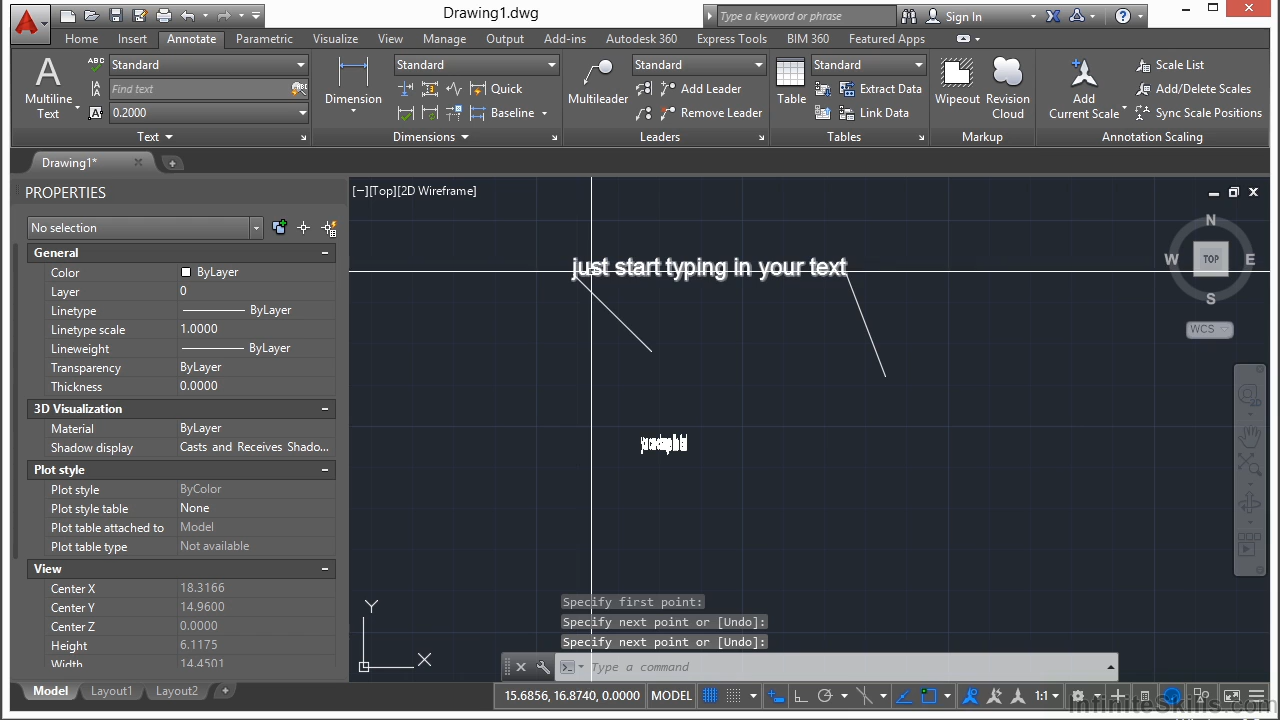 Drawing1.dwg
Type a keyword or phrase
Sign In
Home Insert Annotate Parametric Visualize View Manage Output Add-ins Autodesk 360 Express Tools BIM 360 Featured Apps
A
Multiline
Text
ABC
Standard
Find text
0.2000
Text
Dimension
Standard
Quick
Baseline
Dimensions
Multileader
Standard
Add Leader
Remove Leader
Leaders
Table
Standard
Extract Data
Link Data
Tables
Wipeout
Revision
Cloud
Markup
Add
Current Scale
Scale List
Add/Delete Scales
Sync Scale Positions
Annotation Scaling
Drawing1*
PROPERTIES
No selection
General
Color ByLayer
Layer 0
Linetype ByLayer
Linetype scale 1.0000
Lineweight ByLayer
Transparency ByLayer
Thickness 0.0000
3D Visualization
Material ByLayer
Shadow display Casts and Receives Shado...
Plot style
Plot style ByColor
Plot style table None
Plot table attached to Model
Plot table type Not available
View
Center X 18.3166
Center Y 14.9600
Center Z 0.0000
Height 6.1175
Width 14.4501
[−][Top][2D Wireframe]
just start typing in your text
N
W TOP E
S
WCS
2D
Y
X
Specify first point:
Specify next point or [Undo]:
Specify next point or [Undo]:
Type a command
Model Layout1 Layout2
15.6856, 16.8740, 0.0000 MODEL 1:1
InfiniteSkills.com